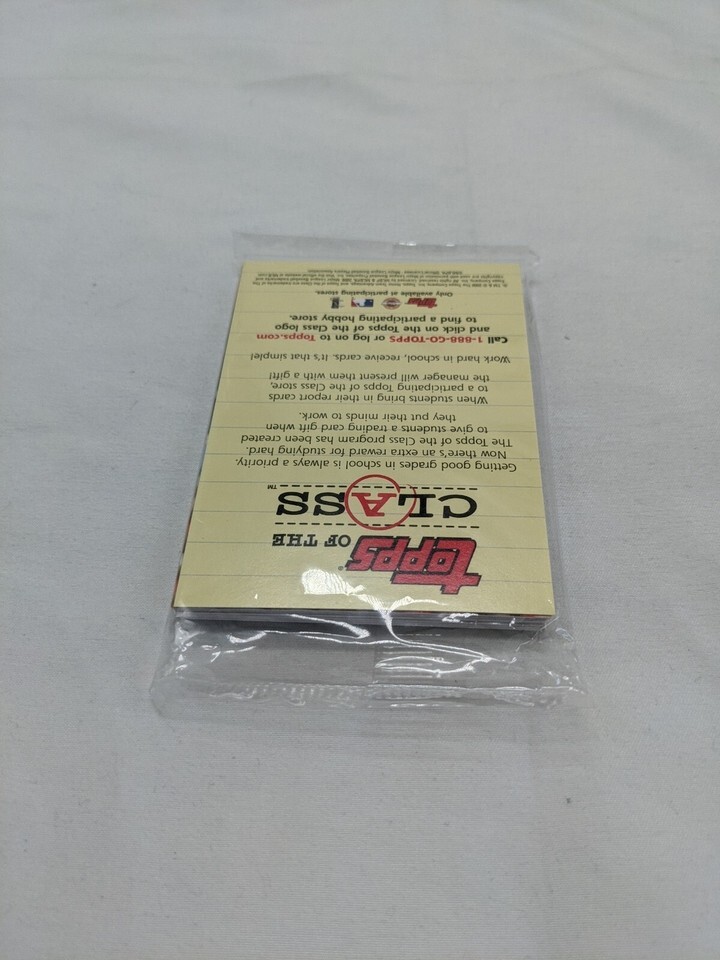 Topps®
OF THE
CLASS™
Getting good grades in school is always a priority.
Now there's an extra reward for studying hard.
The Topps of the Class program has been created
to give students a trading card gift when
they put their minds to work.
When students bring in their report cards
to a participating Topps of the Class store,
the manager will present them with a gift!
Work hard in school, receive cards. It's that simple!
Call 1-888-GO-TOPPS or log on to Topps.com
and click on the Topps of the Class logo
to find a participating hobby store.
Topps
Only available at participating stores.